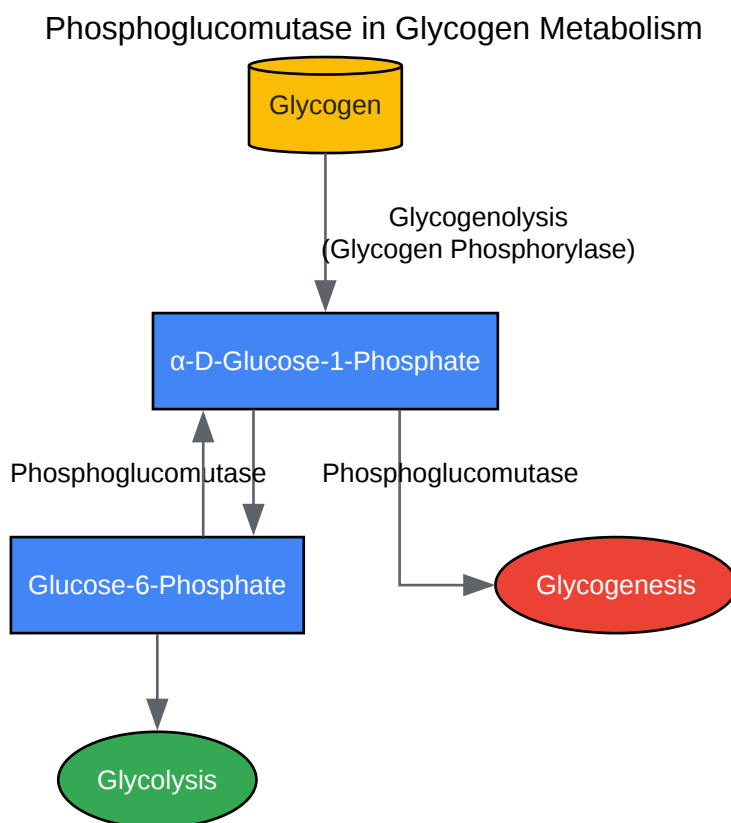 Phosphoglucomutase in Glycogen Metabolism
Glycogen
Glycogenolysis
(Glycogen Phosphorylase)
α-D-Glucose-1-Phosphate
Phosphoglucomutase
Phosphoglucomutase
Glucose-6-Phosphate
Glycogenesis
Glycolysis